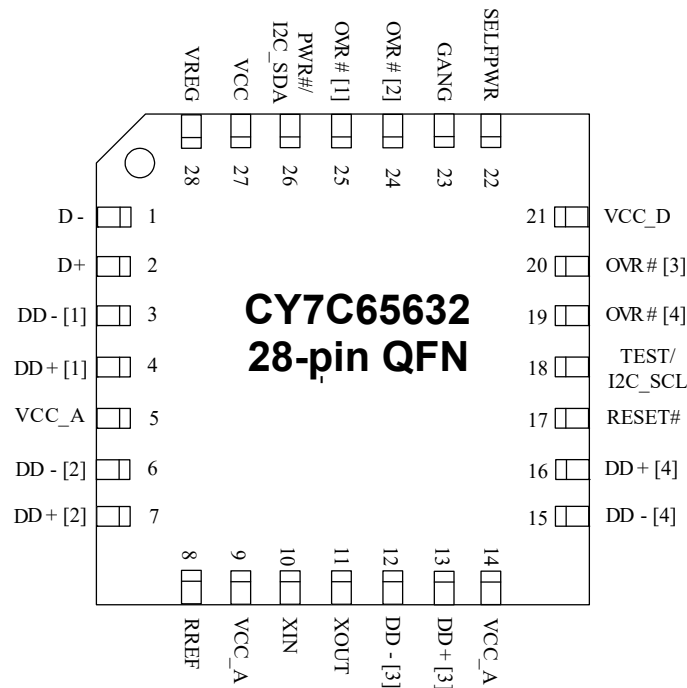 VREG
VCC
PWR#/
I2C_SDA
OVR# [1]
OVR# [2]
GANG
SELFPWR
28
27
26
25
24
23
22
D - 1
D+ 2
DD - [1] 3
DD + [1] 4
VCC_A 5
DD - [2] 6
DD + [2] 7
CY7C65632
28-pin QFN
21 VCC_D
20 OVR # [3]
19 OVR # [4]
18 TEST/
I2C_SCL
17 RESET#
16 DD + [4]
15 DD - [4]
8
9
10
11
12
13
14
RREF
VCC_A
XIN
XOUT
DD - [3]
DD + [3]
VCC_A